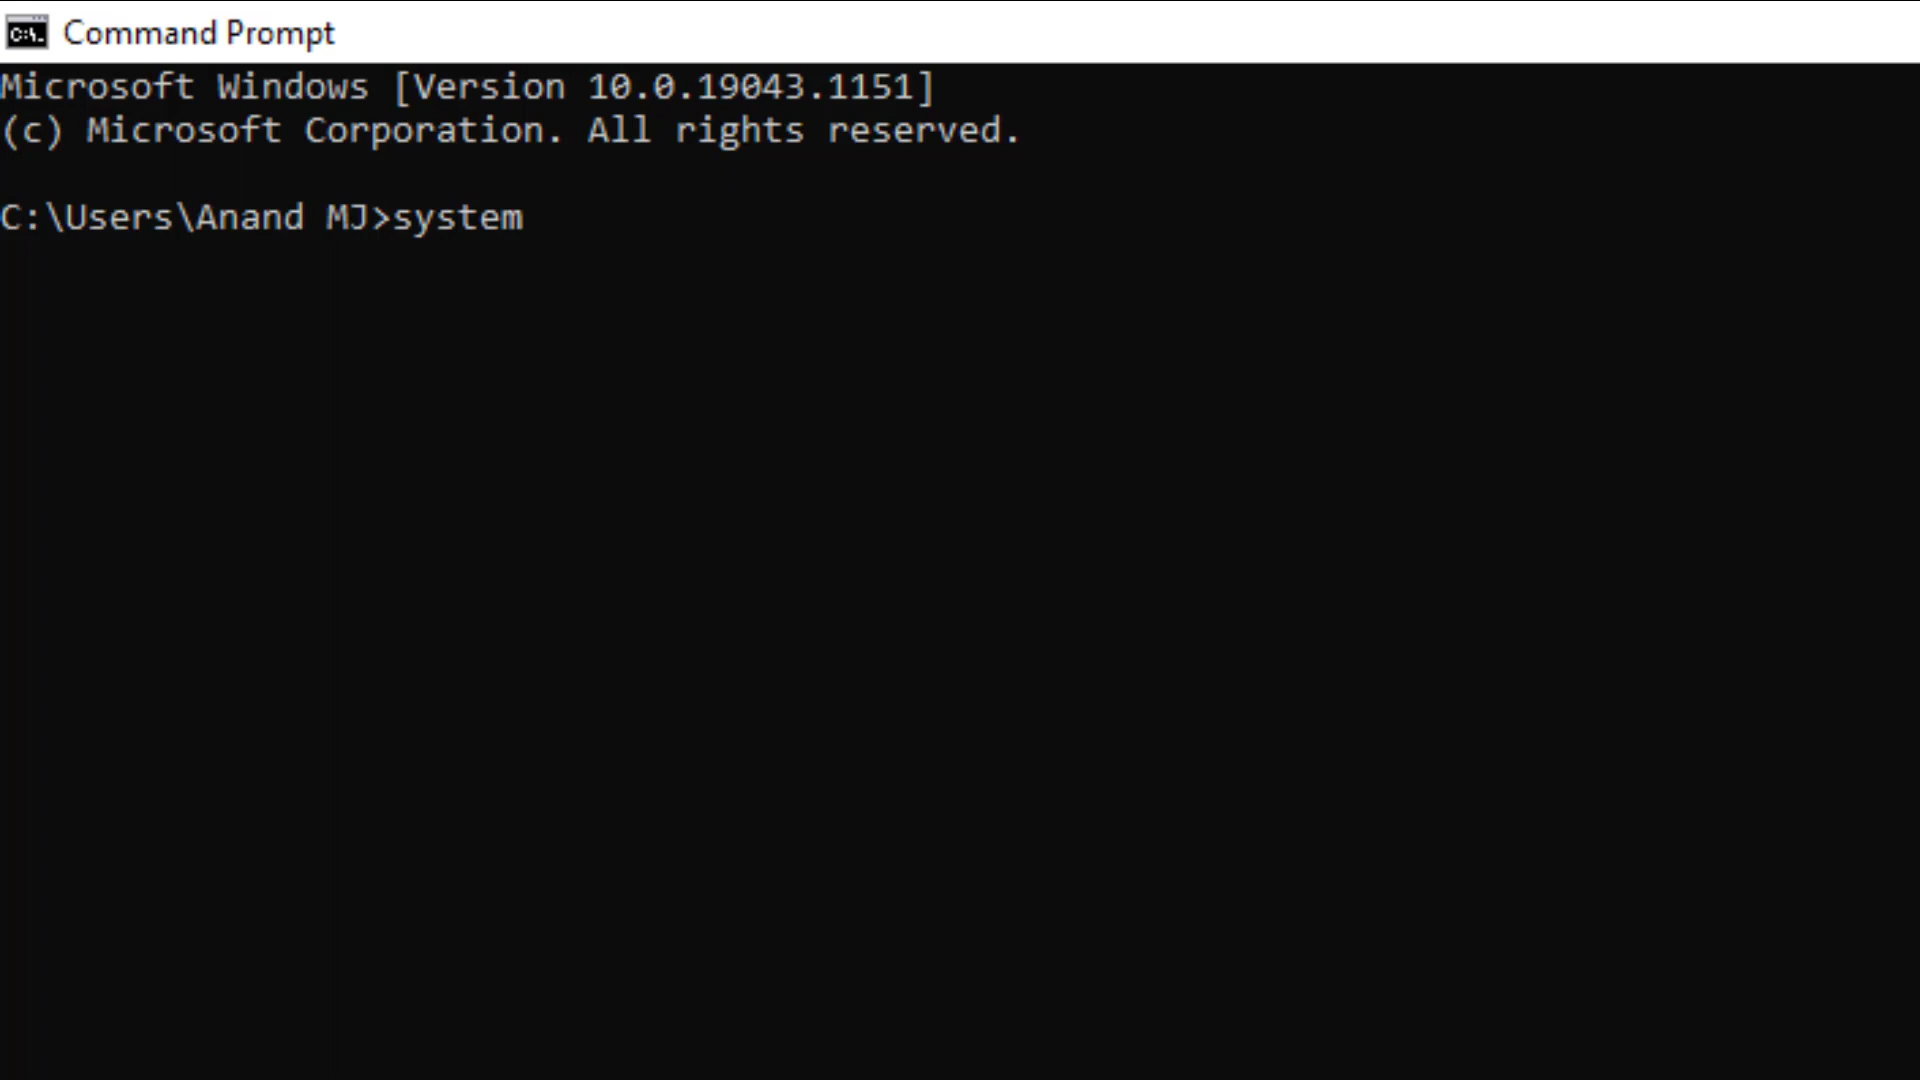 C:\.
Command Prompt
Microsoft Windows [Version 10.0.19043.1151]
(c) Microsoft Corporation. All rights reserved.
C:\Users\Anand MJ>system